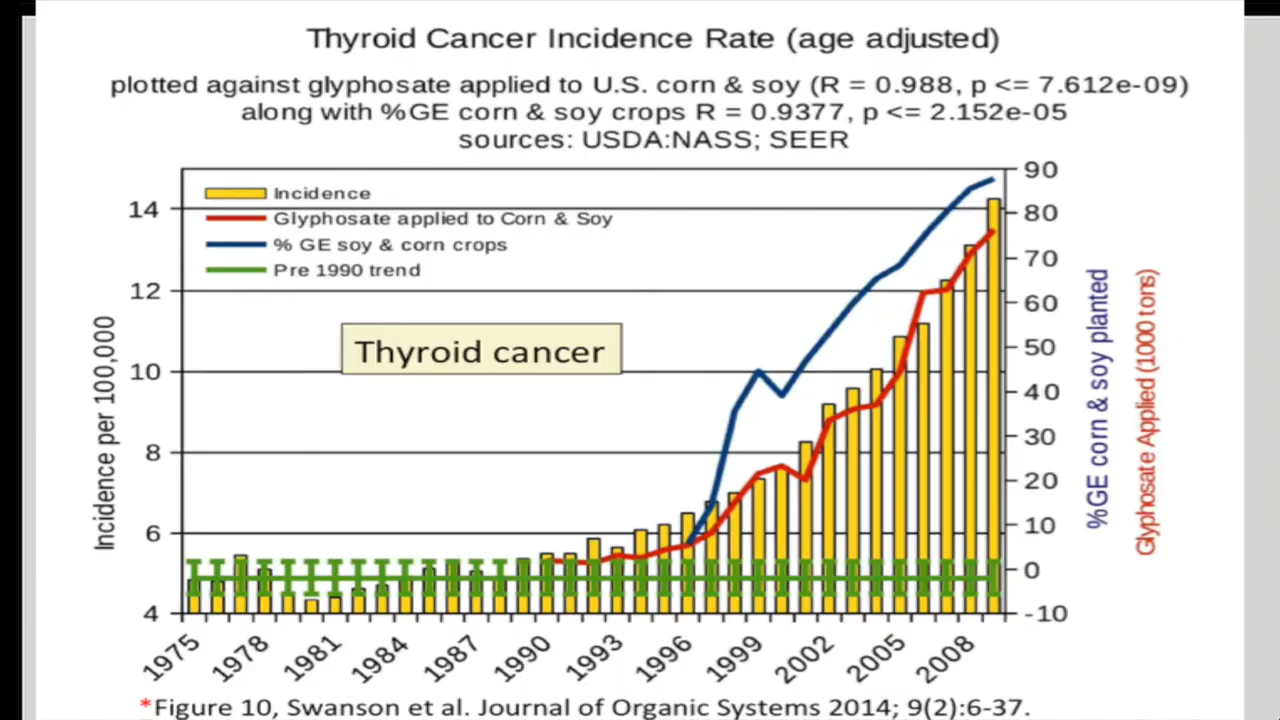 Thyroid Cancer Incidence Rate (age adjusted)
plotted against glyphosate applied to U.S. corn & soy (R = 0.988, p <= 7.612e-09)
along with %GE corn & soy crops R = 0.9377, p <= 2.152e-05
sources: USDA:NASS; SEER
Incidence
Glyphosate applied to Corn & Soy
% GE soy & corn crops
Pre 1990 trend
Thyroid cancer
Incidence per 100,000
14
12
10
8
6
4
90
80
70
60
50
40
30
20
10
0
-10
%GE corn & soy planted
Glyphosate Applied (1000 tons)
1975
1978
1981
1984
1987
1990
1993
1996
1999
2002
2005
2008
*Figure 10, Swanson et al. Journal of Organic Systems 2014; 9(2):6-37.